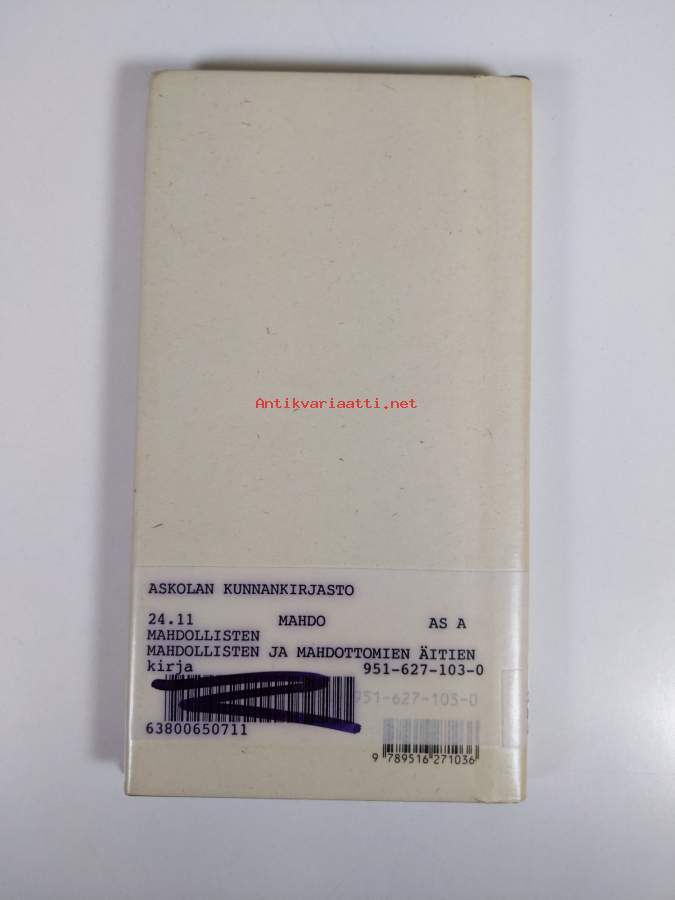 Antikvariaatti.net
ASKOLAN KUNNANKIRJASTO
24.11 MAHDO AS A
MAHDOLLISTEN
MAHDOLLISTEN JA MAHDOTTOMIEN ÄITIEN
kirja 951-627-103-0
951-627-103-0
63800650711
9 789516 271036